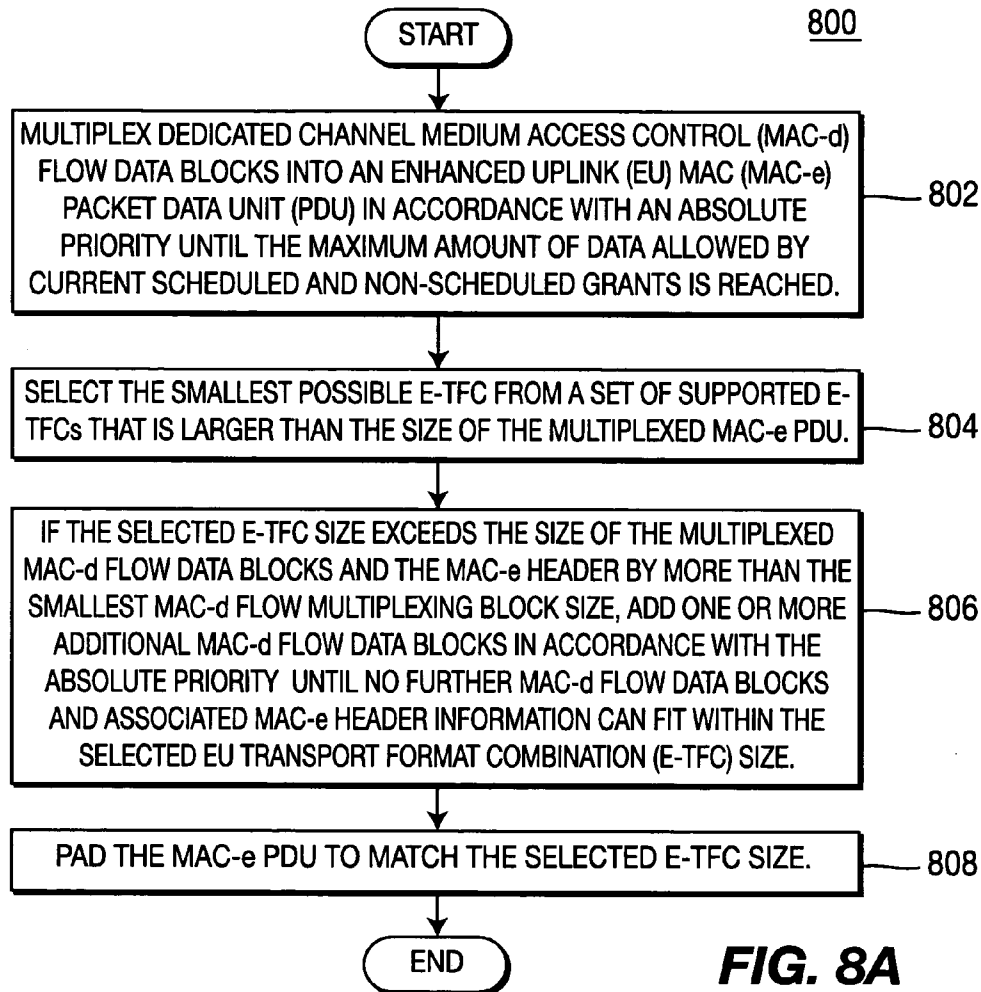 START
800
MULTIPLEX DEDICATED CHANNEL MEDIUM ACCESS CONTROL (MAC-d)
FLOW DATA BLOCKS INTO AN ENHANCED UPLINK (EU) MAC (MAC-e)
PACKET DATA UNIT (PDU) IN ACCORDANCE WITH AN ABSOLUTE
PRIORITY UNTIL THE MAXIMUM AMOUNT OF DATA ALLOWED BY
CURRENT SCHEDULED AND NON-SCHEDULED GRANTS IS REACHED.
802
SELECT THE SMALLEST POSSIBLE E-TFC FROM A SET OF SUPPORTED E-
TFCs THAT IS LARGER THAN THE SIZE OF THE MULTIPLEXED MAC-e PDU.
804
IF THE SELECTED E-TFC SIZE EXCEEDS THE SIZE OF THE MULTIPLEXED
MAC-d FLOW DATA BLOCKS AND THE MAC-e HEADER BY MORE THAN THE
SMALLEST MAC-d FLOW MULTIPLEXING BLOCK SIZE, ADD ONE OR MORE
ADDITIONAL MAC-d FLOW DATA BLOCKS IN ACCORDANCE WITH THE
ABSOLUTE PRIORITY UNTIL NO FURTHER MAC-d FLOW DATA BLOCKS
AND ASSOCIATED MAC-e HEADER INFORMATION CAN FIT WITHIN THE
SELECTED EU TRANSPORT FORMAT COMBINATION (E-TFC) SIZE.
806
PAD THE MAC-e PDU TO MATCH THE SELECTED E-TFC SIZE.
808
END
FIG. 8A